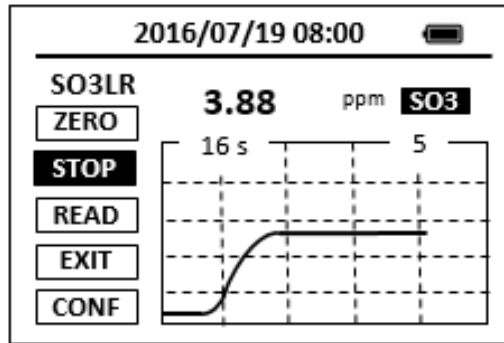 2016/07/19 08:00
SO3LR
3.88 ppm SO3
ZERO
16 s 5
STOP
READ
EXIT
CONF